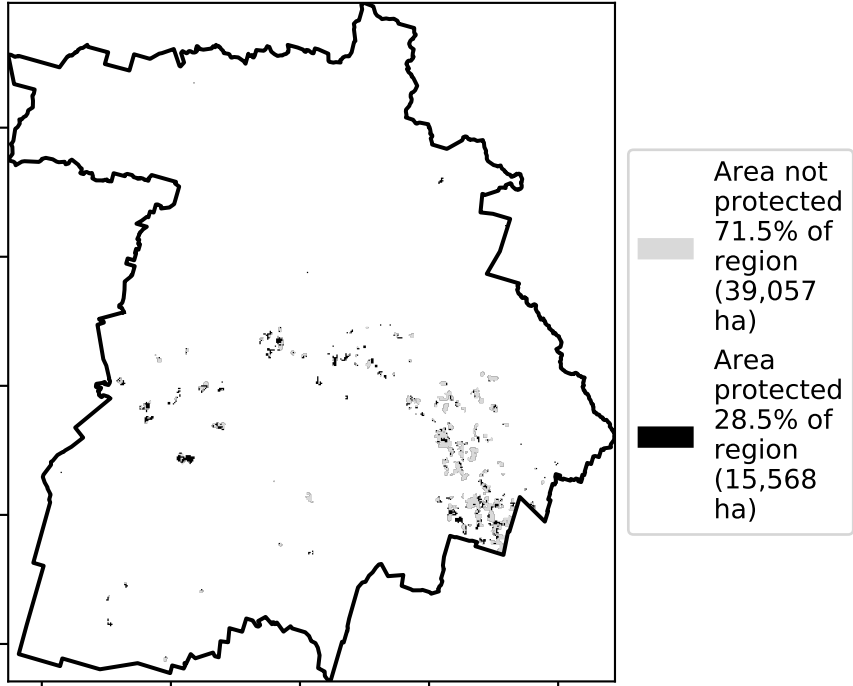 Area not
protected
71.5% of
region
(39,057
ha)
Area
protected
28.5% of
region
(15,568
ha)